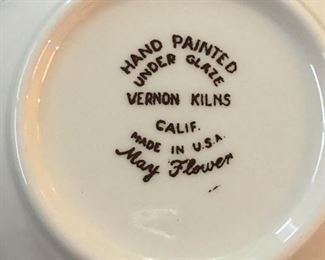 HAND PAINTED
UNDER GLAZE
VERNON KILNS
CALIF.
MADE IN U.S.A.
May Flower